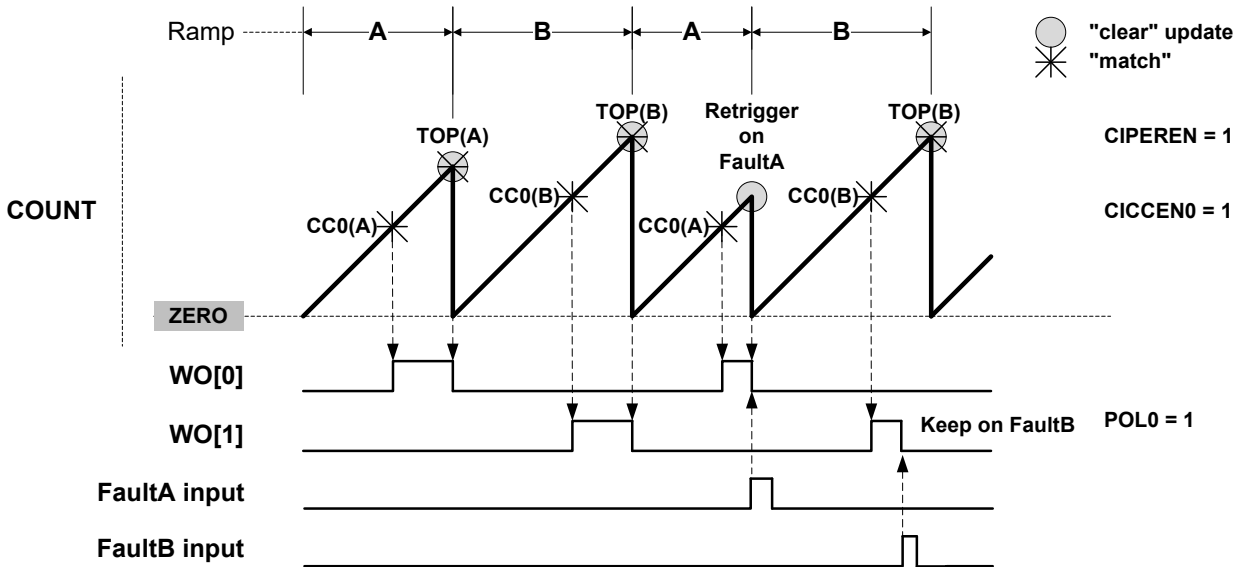 Ramp A B A B
"clear" update
"match"
TOP(A)
TOP(B)
Retrigger
on
FaultA
TOP(B)
CIPEREN = 1
COUNT
CC0(A)
CC0(B)
CC0(A)
CC0(B)
CICCEN0 = 1
ZERO
WO[0]
WO[1]
Keep on FaultB
POL0 = 1
FaultA input
FaultB input